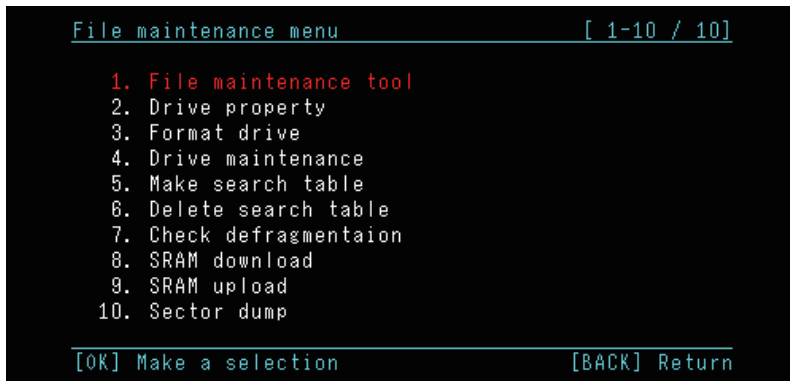 File maintenance menu [ 1-10 / 10]
1. File maintenance tool
2. Drive property
3. Format drive
4. Drive maintenance
5. Make search table
6. Delete search table
7. Check defragmentaion
8. SRAM download
9. SRAM upload
10. Sector dump
[OK] Make a selection [BACK] Return